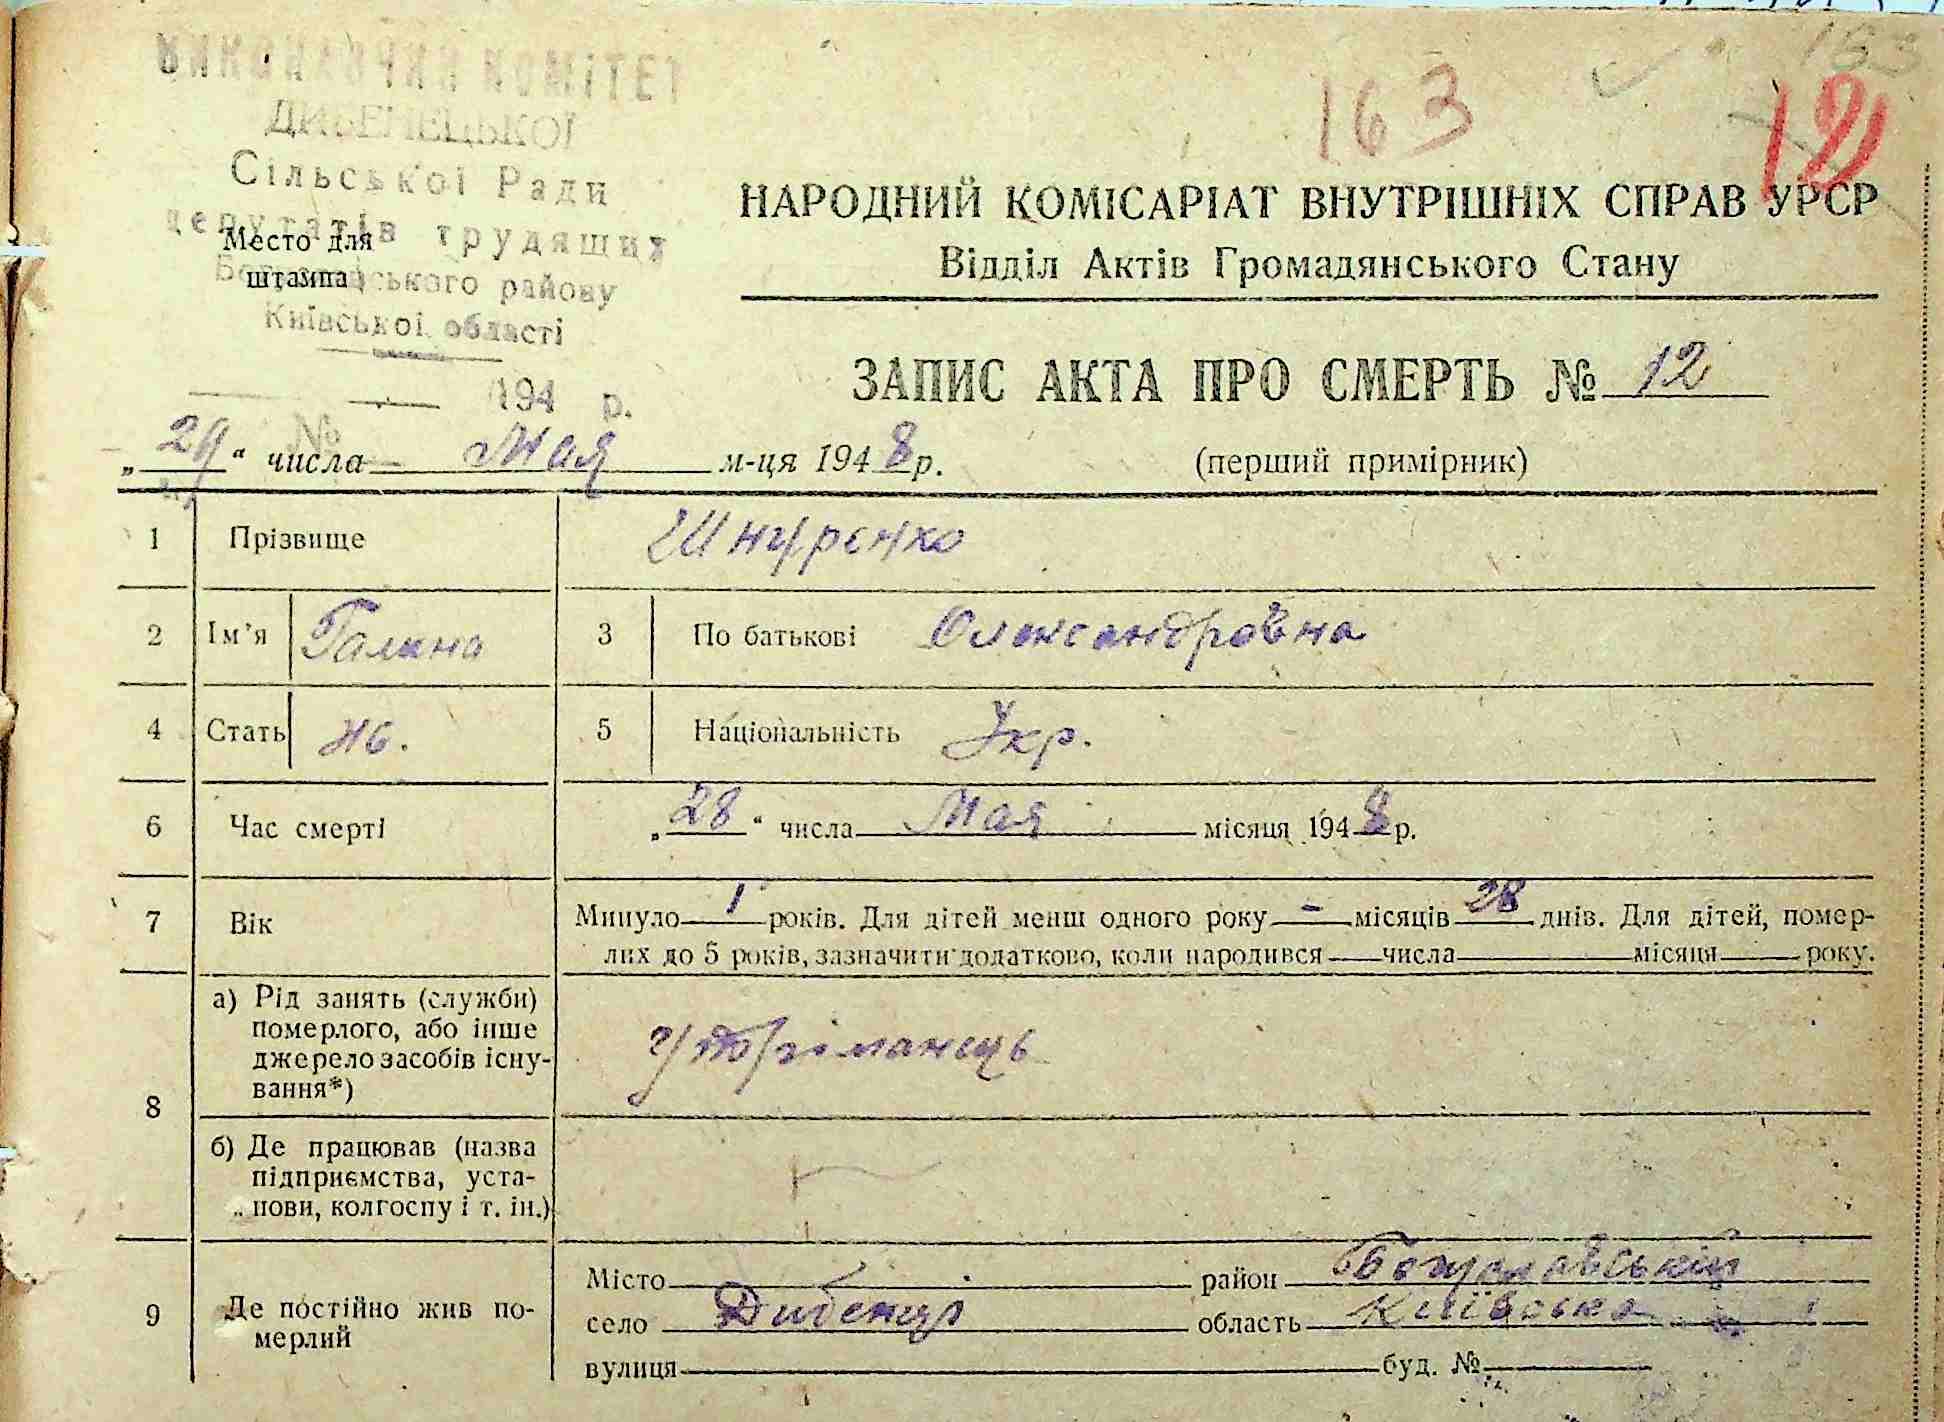 163
163
12
ВИКОНАВЧИЙ КОМІТЕТ
ДИБЕНЕЦЬКОЇ
Сільської Ради
депутатів трудящих
Богуславського району
Київської області
194 р.
№
Место для
штампа
НАРОДНИЙ КОМІСАРІАТ ВНУТРІШНІХ СПРАВ УРСР
Відділ Актів Громадянського Стану
ЗАПИС АКТА ПРО СМЕРТЬ № 12
„29“ числа Мая м-ця 1948 р.
(перший примірник)
1 Прізвище Шнуренко
2 Ім’я Галина 3 По батькові Олександровна
4 Стать ж. 5 Національність Укр.
6 Час смерті „28“ числа Мая місяця 1948 р.
7 Вік Минуло 1 років. Для дітей менш одного року - місяців 28 днів. Для дітей, помер-
лих до 5 років, зазначити додатково, коли народився числа місяця року.
8 а) Рід занять (служби)
померлого, або інше
джерело засобів існу-
вання*)
утріманець
б) Де працював (назва
підприємства, уста-
нови, колгоспу і т. ін.)
9 Де постійно жив по-
мерлий
Місто район Богуславський
село Дибенці область Київська
вулиця буд. №